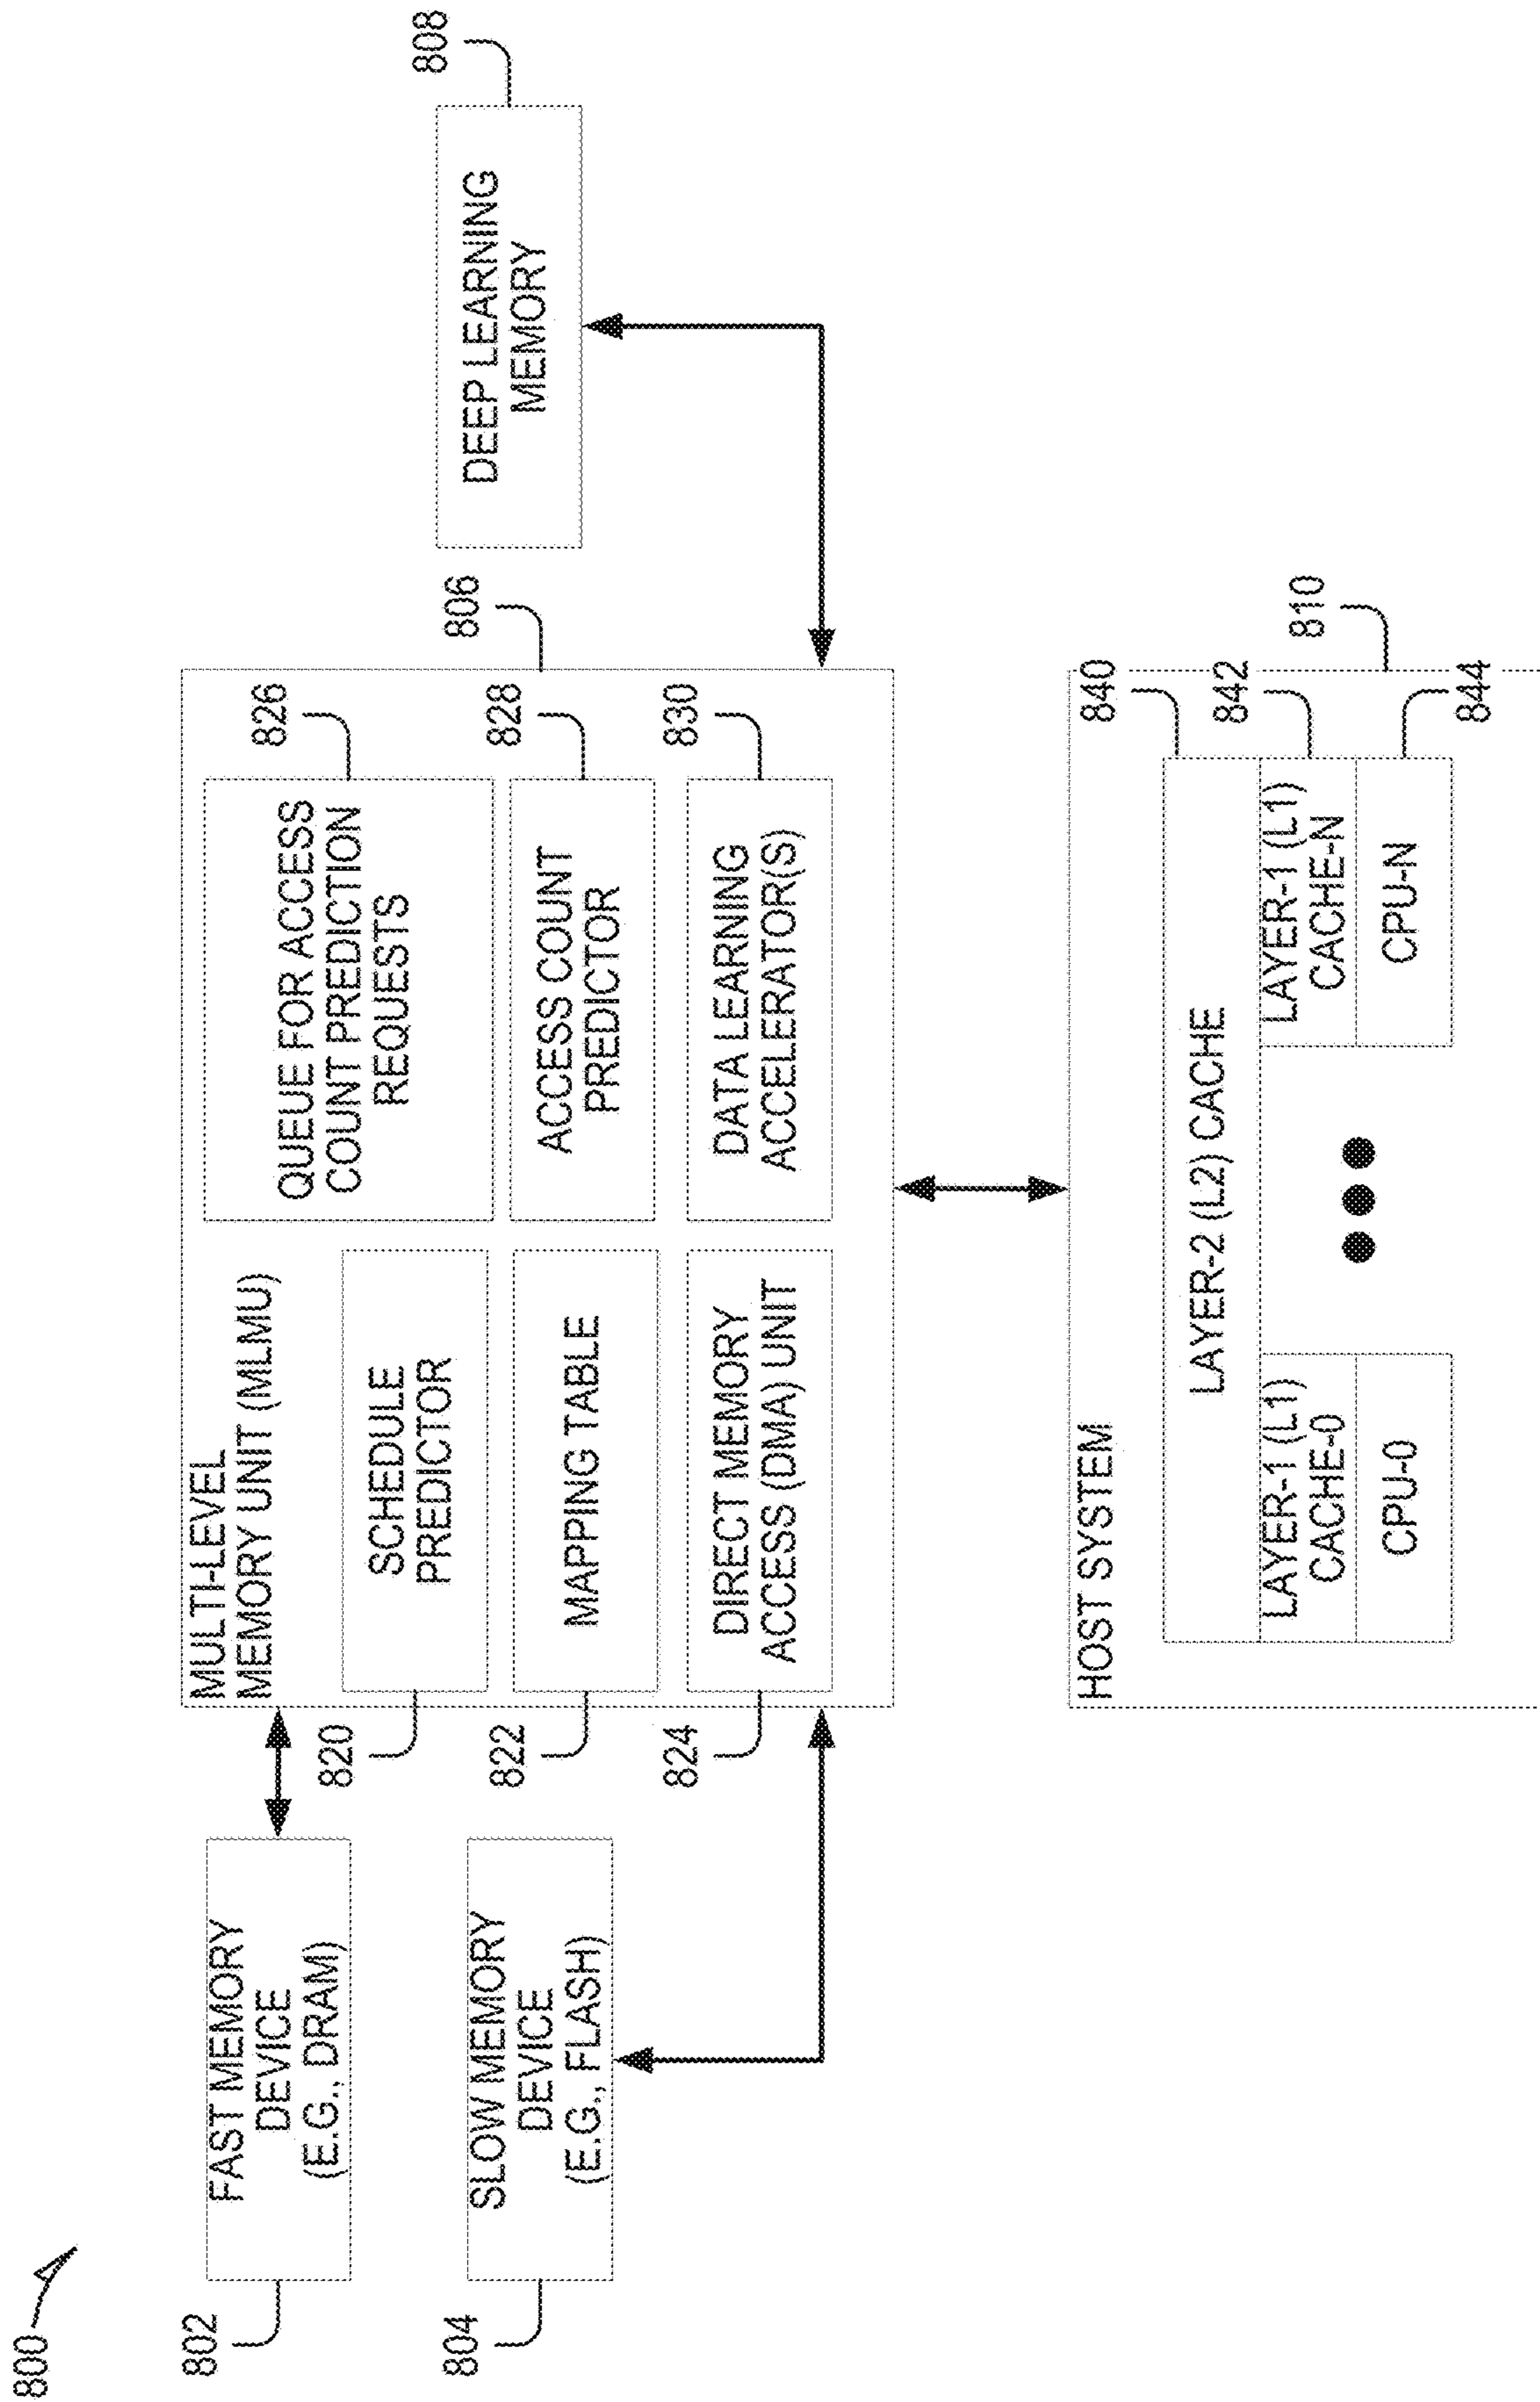 800
802
FAST MEMORY
DEVICE
(E.G., DRAM)
804
SLOW MEMORY
DEVICE
(E.G., FLASH)
MULTI-LEVEL
MEMORY UNIT (MLMU)
806
820
SCHEDULE
PREDICTOR
822
MAPPING TABLE
824
DIRECT MEMORY
ACCESS (DMA) UNIT
826
QUEUE FOR ACCESS
COUNT PREDICTION
REQUESTS
828
ACCESS COUNT
PREDICTOR
830
DATA LEARNING
ACCELERATOR(S)
808
DEEP LEARNING
MEMORY
HOST SYSTEM
810
840
LAYER-2 (L2) CACHE
842
LAYER-1 (L1)
CACHE-0
CPU-0
LAYER-1 (L1)
CACHE-N
CPU-N
844